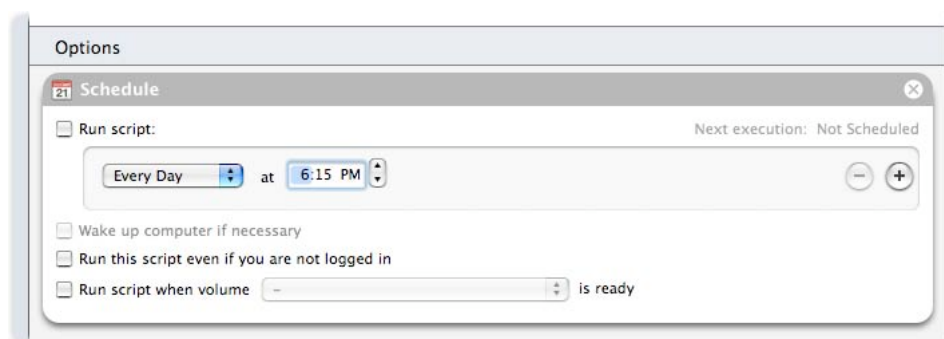 Options
21 Schedule
Run script: Next execution: Not Scheduled
Every Day at 6:15 PM
Wake up computer if necessary
Run this script even if you are not logged in
Run script when volume – is ready